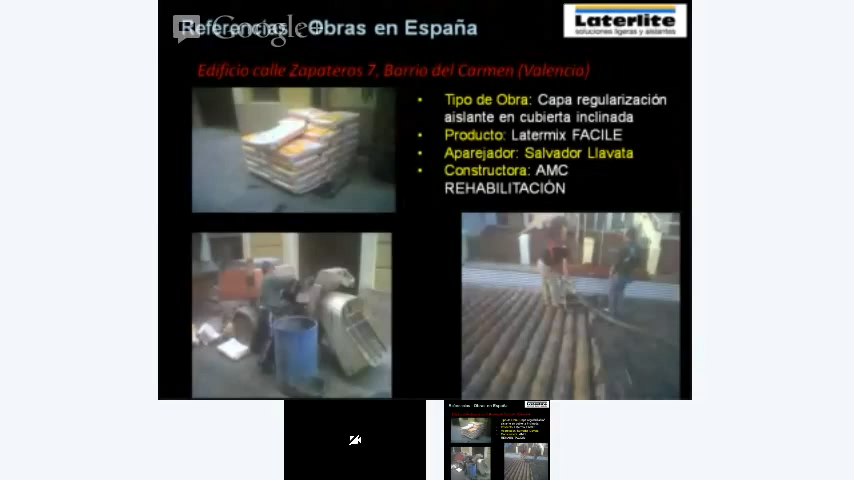 Referencias Obras en España
Google+
Laterlite
soluciones ligeras y aislantes
Edificio calle Zapateros 7, Barrio del Carmen (Valencia)
• Tipo de Obra: Capa regularización
aislante en cubierta inclinada
• Producto: Latermix FACILE
• Aparejador: Salvador Llavata
• Constructora: AMC
REHABILITACIÓN